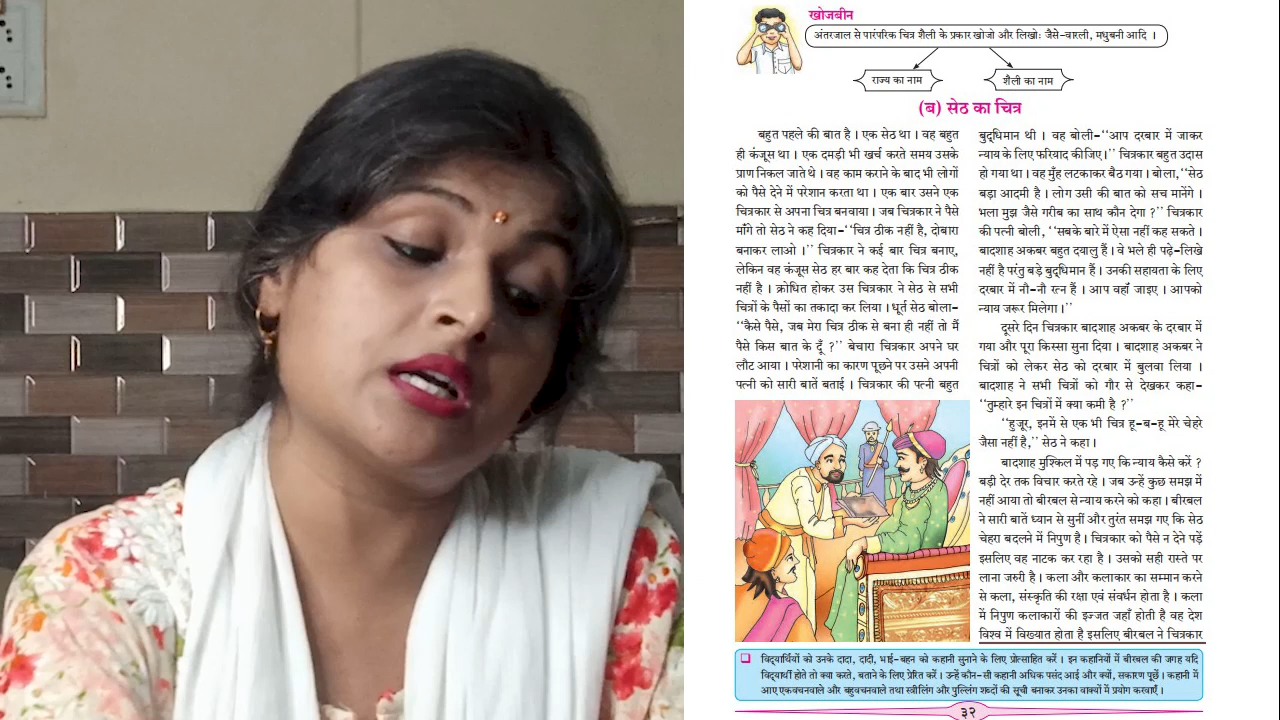 खोजबीन
अंतरजाल से पारंपरिक चित्र शैली के प्रकार खोजो और लिखोः जैसे-वारली, मधुबनी आदि ।
राज्य का नाम
शैली का नाम
(ब) सेठ का चित्र
बहुत पहले की बात है । एक सेठ था । वह बहुत
ही कंजूस था । एक दमड़ी भी खर्च करते समय उसके
प्राण निकल जाते थे । वह काम कराने के बाद भी लोगों
को पैसे देने में परेशान करता था । एक बार उसने एक
चित्रकार से अपना चित्र बनवाया । जब चित्रकार ने पैसे
माँगे तो सेठ ने कह दिया-‘‘चित्र ठीक नहीं है, दोबारा
बनाकर लाओ ।’’ चित्रकार ने कई बार चित्र बनाए,
लेकिन वह कंजूस सेठ हर बार कह देता कि चित्र ठीक
नहीं है । क्रोधित होकर उस चित्रकार ने सेठ से सभी
चित्रों के पैसों का तकादा कर लिया । धूर्त सेठ बोला-
‘‘कैसे पैसे, जब मेरा चित्र ठीक से बना ही नहीं तो मैं
पैसे किस बात के दूँ ?’’ बेचारा चित्रकार अपने घर
लौट आया । परेशानी का कारण पूछने पर उसने अपनी
पत्नी को सारी बातें बताई । चित्रकार की पत्नी बहुत
बुद्धिमान थी । वह बोली-‘‘आप दरबार में जाकर
न्याय के लिए फरियाद कीजिए।’’ चित्रकार बहुत उदास
हो गया था । वह मुँह लटकाकर बैठ गया । बोला,‘‘सेठ
बड़ा आदमी है । लोग उसी की बात को सच मानेंगे ।
भला मुझ जैसे गरीब का साथ कौन देगा ?’’ चित्रकार
की पत्नी बोली, ‘‘सबके बारे में ऐसा नहीं कह सकते ।
बादशाह अकबर बहुत दयालु हैं । वे भले ही पढ़े-लिखे
नहीं है परंतु बड़े बुद्धिमान हैं । उनकी सहायता के लिए
दरबार में नौ-नौ रत्न हैं । आप वहाँ जाइए । आपको
न्याय जरूर मिलेगा ।’’
दूसरे दिन चित्रकार बादशाह अकबर के दरबार में
गया और पूरा किस्सा सुना दिया । बादशाह अकबर ने
चित्रों को लेकर सेठ को दरबार में बुलवा लिया ।
बादशाह ने सभी चित्रों को गौर से देखकर कहा-
‘‘तुम्हारे इन चित्रों में क्या कमी है ?’’
‘‘हुजूर, इनमें से एक भी चित्र हू-ब-हू मेरे चेहरे
जैसा नहीं है,’’ सेठ ने कहा ।
बादशाह मुश्किल में पड़ गए कि न्याय कैसे करें ?
बड़ी देर तक विचार करते रहे । जब उन्हें कुछ समझ में
नहीं आया तो बीरबल से न्याय करने को कहा । बीरबल
ने सारी बातें ध्यान से सुनीं और तुरंत समझ गए कि सेठ
चेहरा बदलने में निपुण है । चित्रकार को पैसे न देने पड़ें
इसलिए वह नाटक कर रहा है । उसको सही रास्ते पर
लाना जरुरी है । कला और कलाकार का सम्मान करने
से कला, संस्कृति की रक्षा एवं संवर्धन होता है । कला
में निपुण कलाकारों की इज्जत जहाँ होती है वह देश
विश्व में विख्यात होता है इसलिए बीरबल ने चित्रकार
विद्यार्थियों को उनके दादा, दादी, भाई-बहन को कहानी सुनाने के लिए प्रोत्साहित करें । इन कहानियों में बीरबल की जगह यदि
विद्यार्थी होते तो क्या करते, बताने के लिए प्रेरित करें । उन्हें कौन-सी कहानी अधिक पसंद आई और क्यों, सकारण पूछें । कहानी में
आए एकवचनवाले और बहुवचनवाले तथा स्त्रीलिंग और पुल्लिंग शब्दों की सूची बनाकर उनका वाक्यों में प्रयोग करवाएँ ।
३२